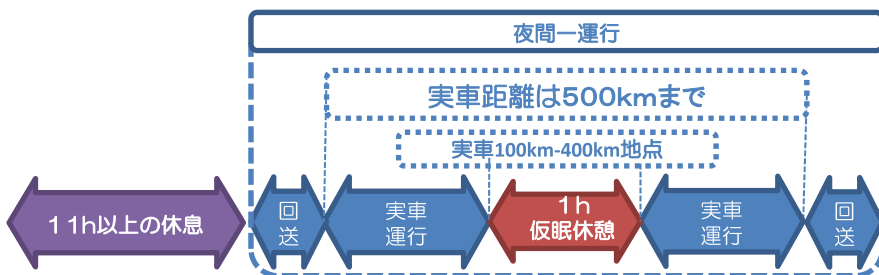 夜間一運行
実車距離は500kmまで
実車100km-400km地点
11h以上の休息
回送
実車
運行
1h
仮眠休憩
実車
運行
回送